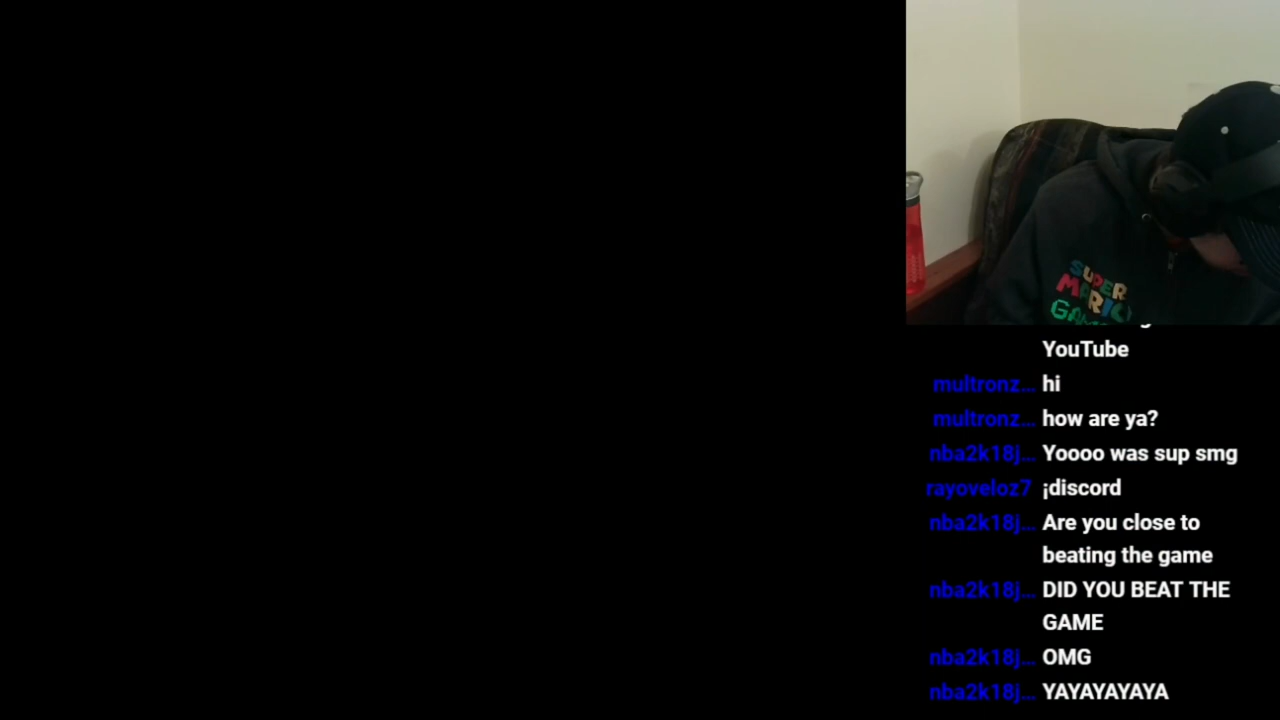 SUPER
MARIO
YouTube
multronz... hi
multronz... how are ya?
nba2k18j... Yoooo was sup smg
rayoveloz7 ¡discord
nba2k18j... Are you close to
beating the game
nba2k18j... DID YOU BEAT THE
GAME
nba2k18j... OMG
nba2k18j... YAYAYAYAYA